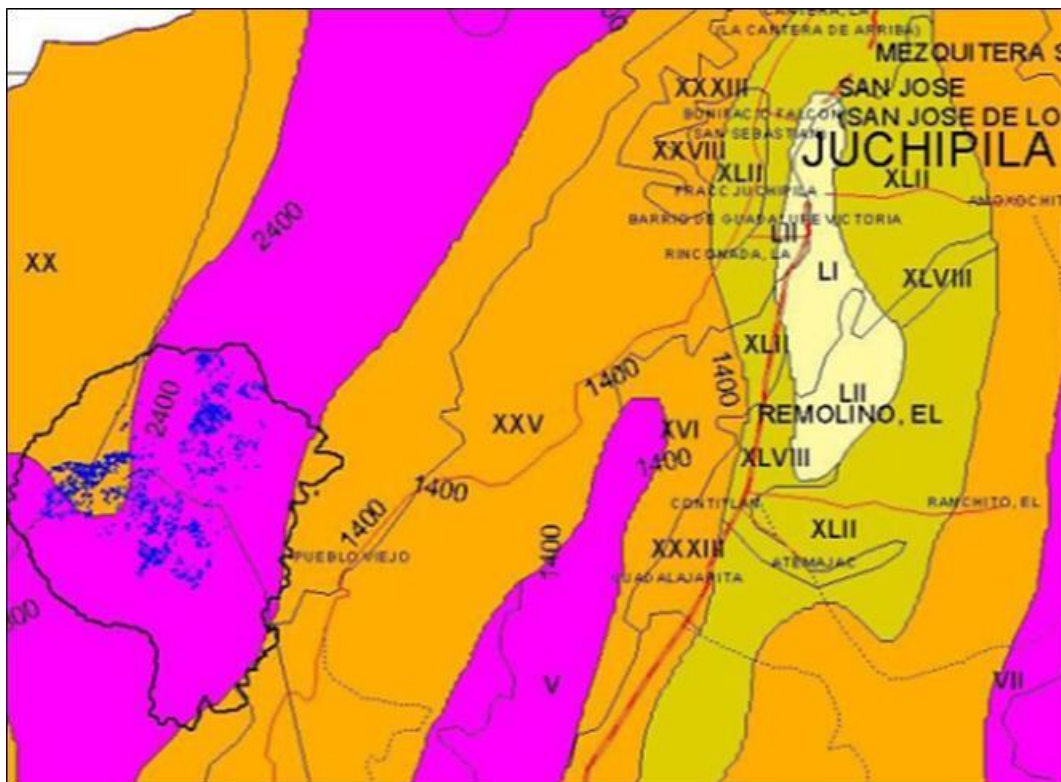 CANTERA, LA
(LA CANTERA DE ARRIBA)
MEZQUITERA S
XXXIII
SAN JOSE
BONIFACIO FALCON
(SAN JOSE DE LO
(SAN SEBASTIAN)
JUCHIPILA
XXVIII
XLII
XLII
FRACC JUCHIPILA
AMOXOCHIT
2400
BARRIO DE GUADALUPE VICTORIA
LII
RINCONADA, LA
XX
LI
XLVIII
XLII
1400
1400
2400
LII
REMOLINO, EL
XXV
XVI
1400
XLVIII
1400
CONTITLAN
RANCHITO, EL
1400
XLII
1400
XXXIII
PUEBLO VIEJO
ATEMAJAC
GUADALAJARITA
V
VII